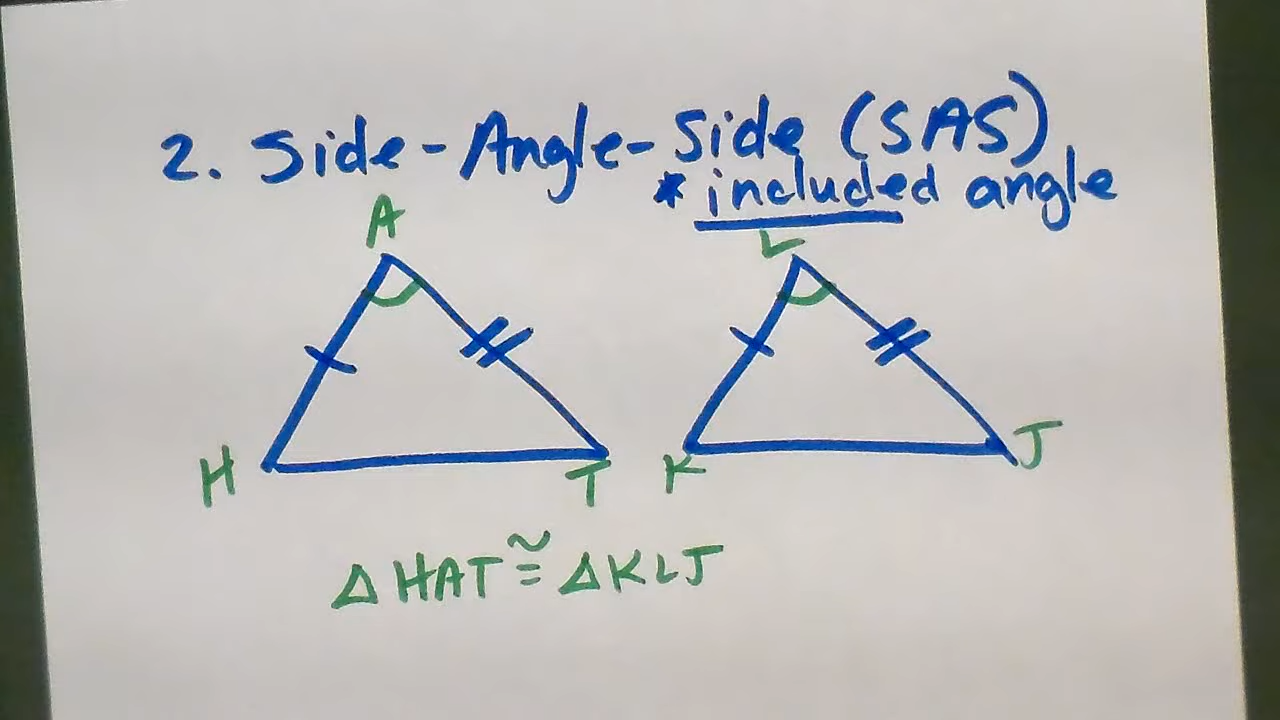 2. Side-Angle-Side (SAS)
* included angle
A
L
H
T
K
J
△HAT ≅ △KLJ